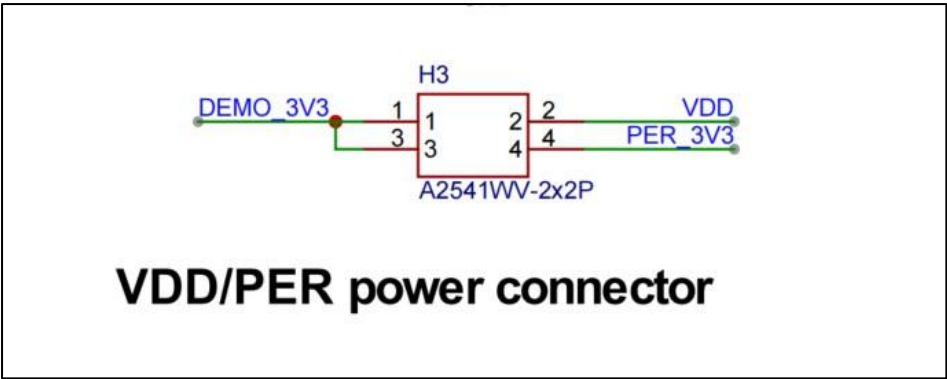 H3
DEMO_3V3 1 1 2 2 VDD
3 3 4 4 PER_3V3
A2541WV-2x2P
VDD/PER power connector